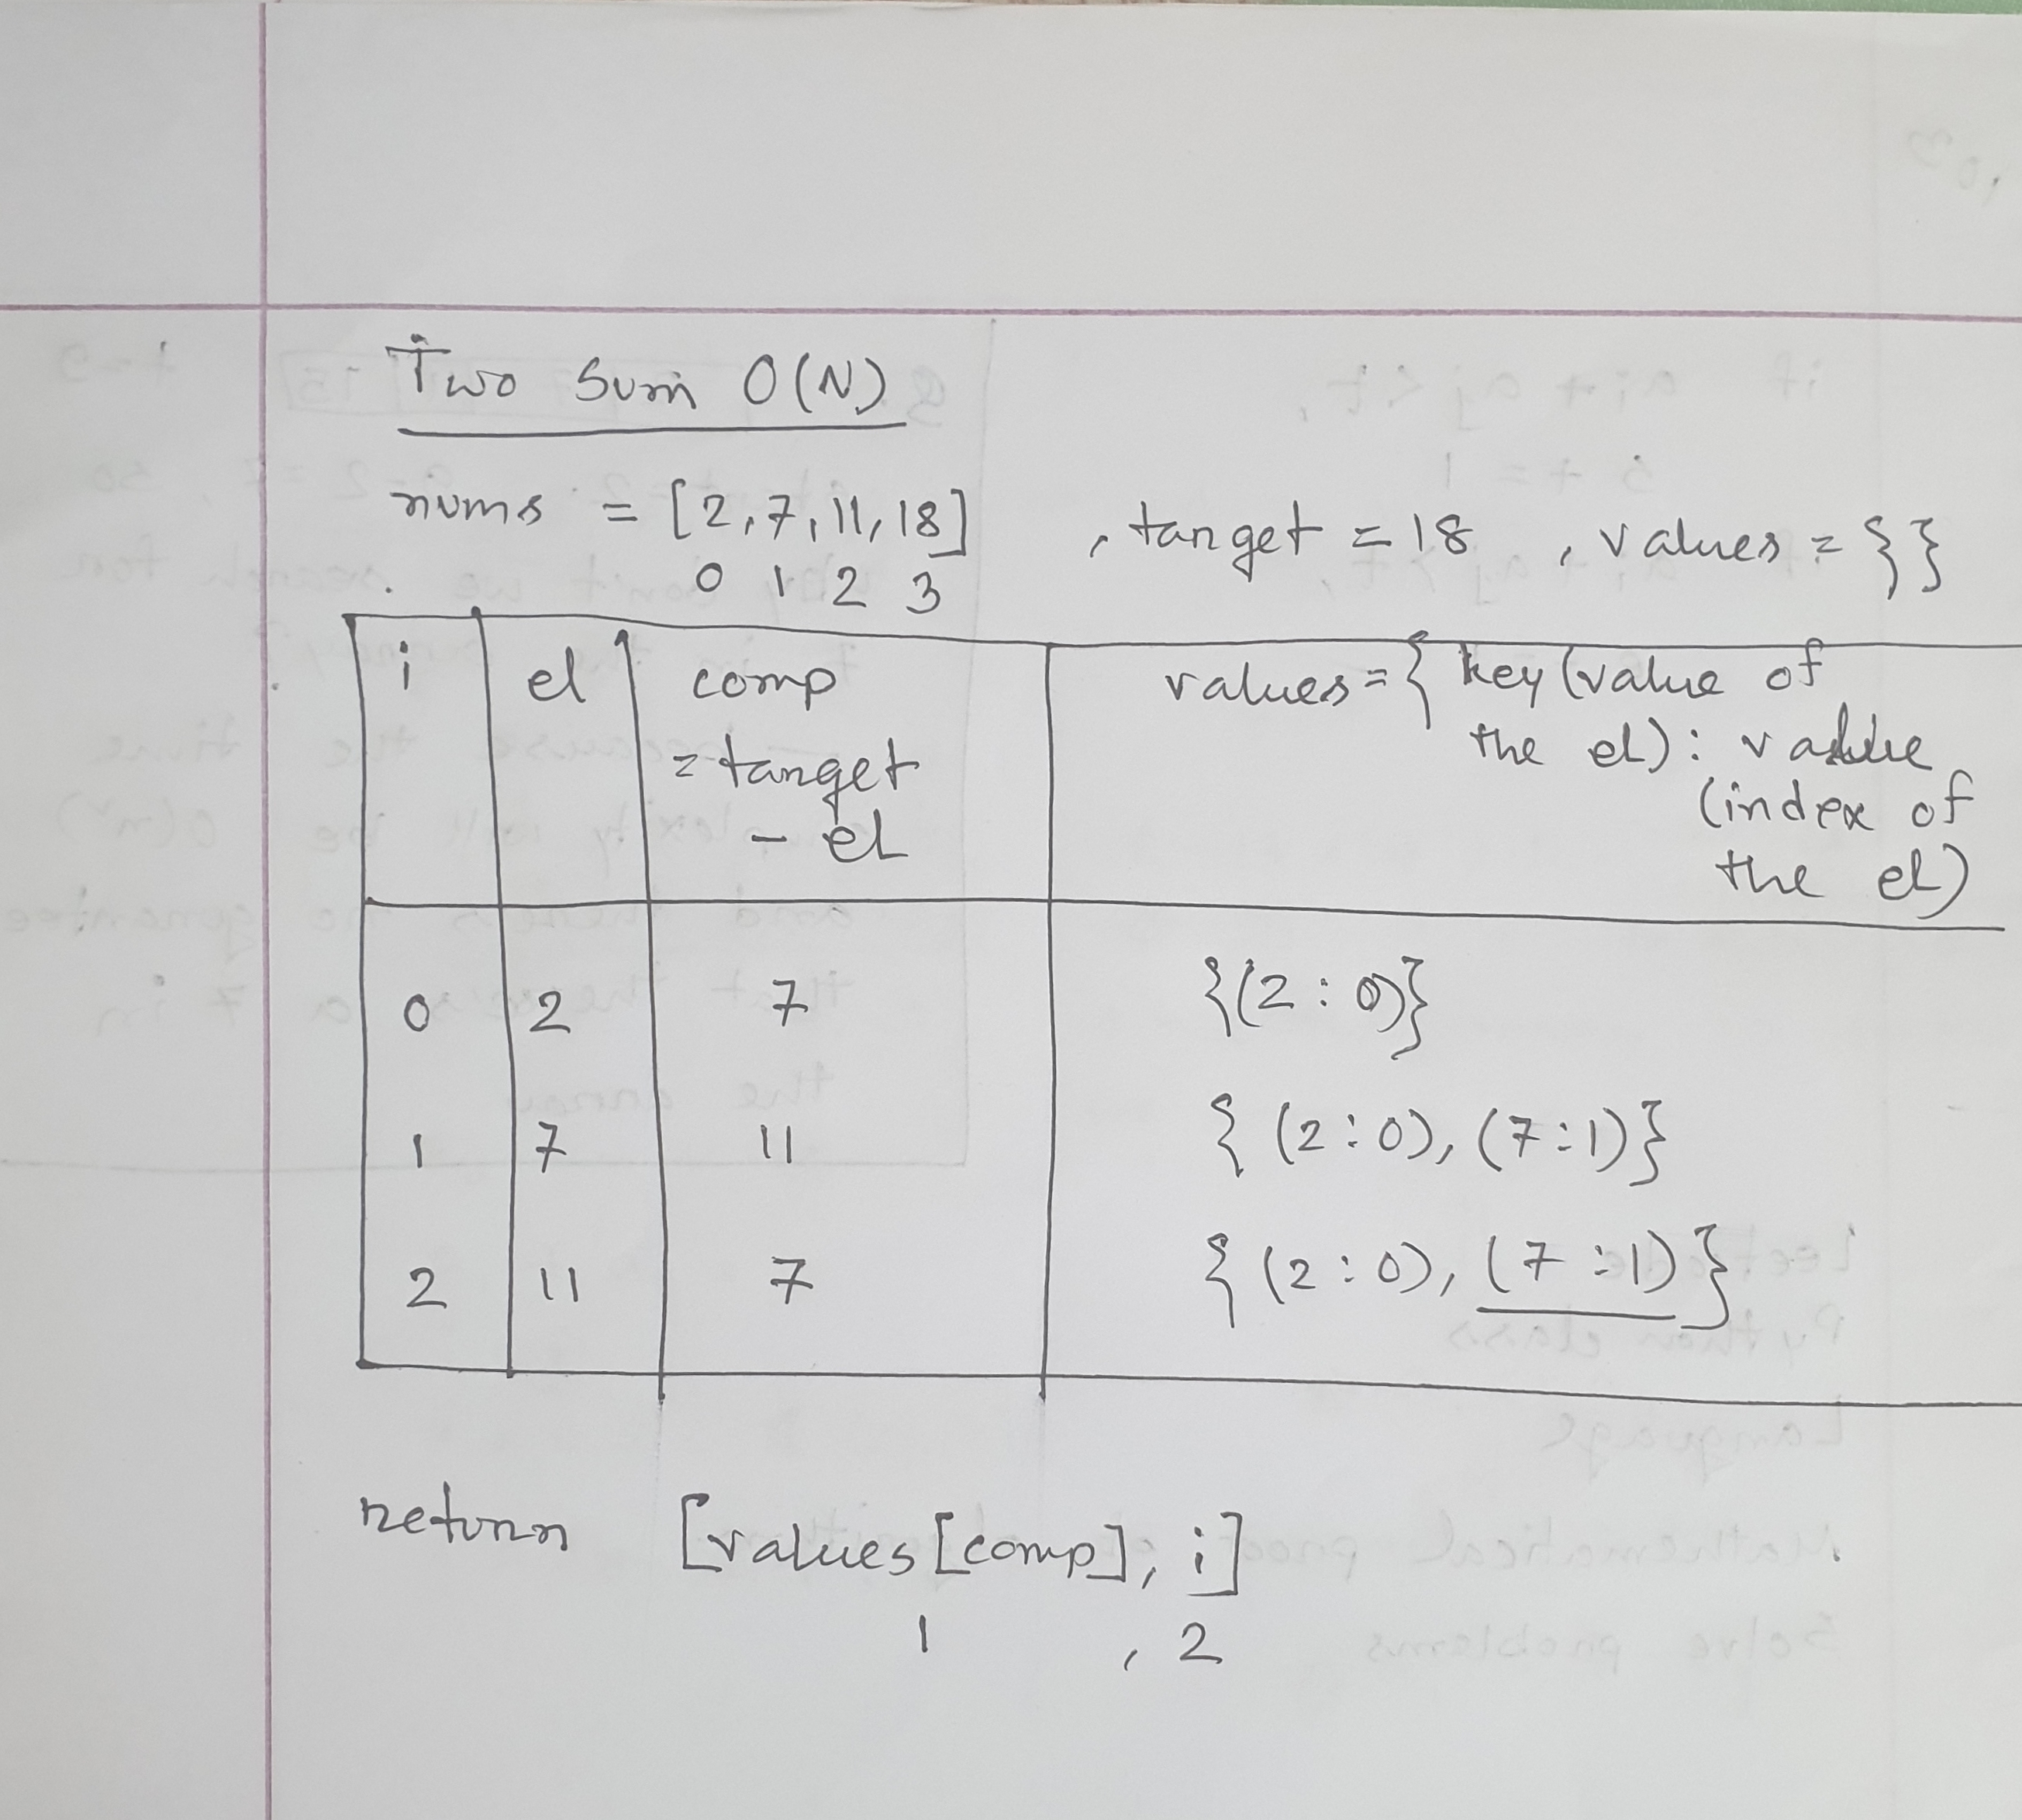 Two Sum O(N)
nums = [2,7,11,18] , target = 18 , values = {}
0 1 2 3
i el comp values = { key (value of
= target the el) : value
- el (index of
the el)
0 2 7 {(2 : 0)}
1 7 11 { (2 : 0), (7 : 1)}
2 11 7 { (2 : 0), (7 : 1)}
return [values [comp], i]
1 , 2